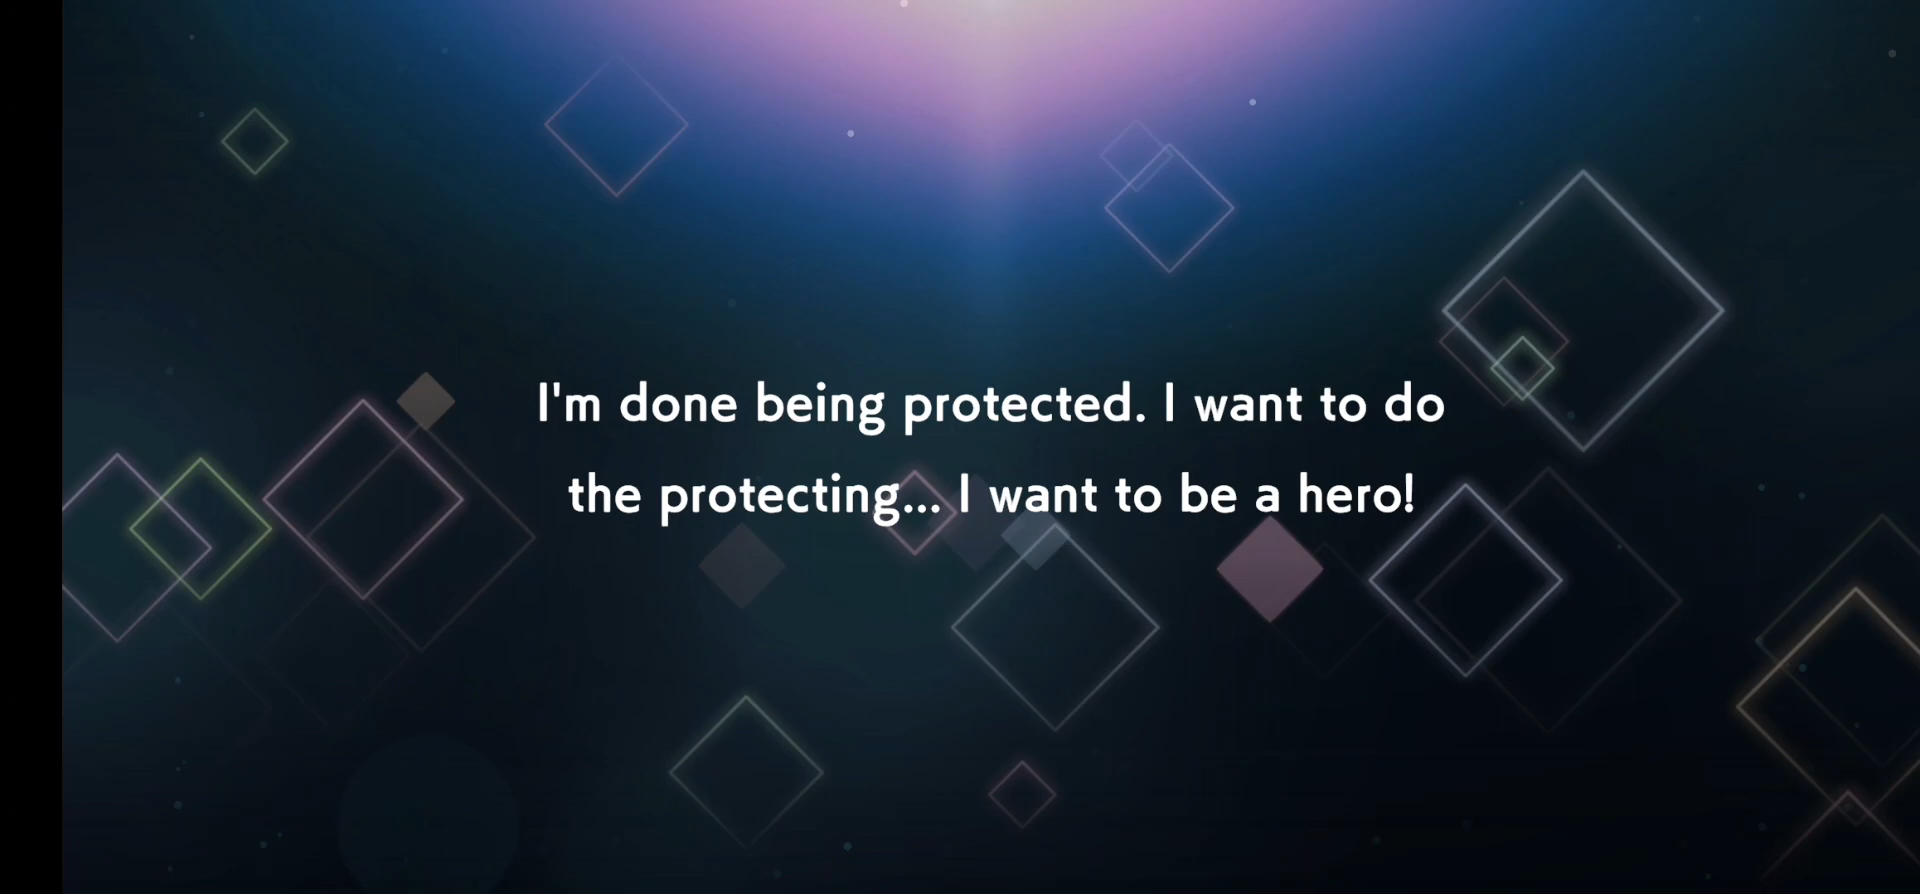 I'm done being protected. I want to do
the protecting... I want to be a hero!